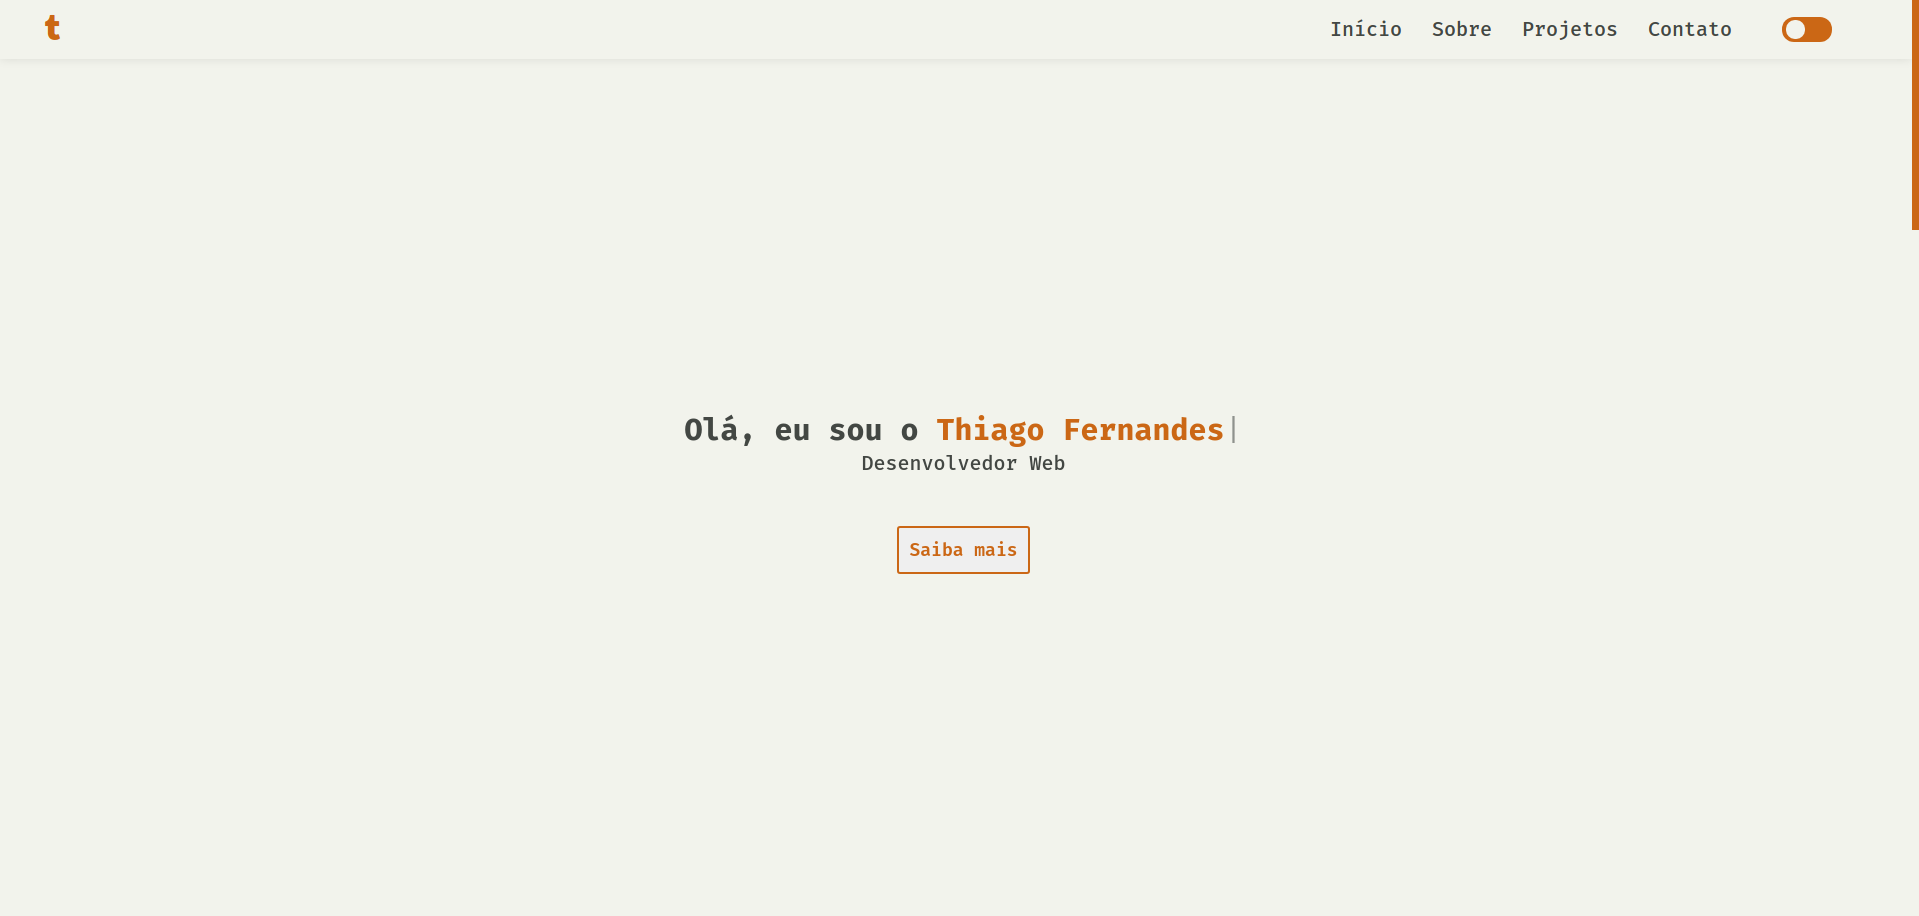 t
Início Sobre Projetos Contato
Olá, eu sou o Thiago Fernandes|
Desenvolvedor Web
Saiba mais